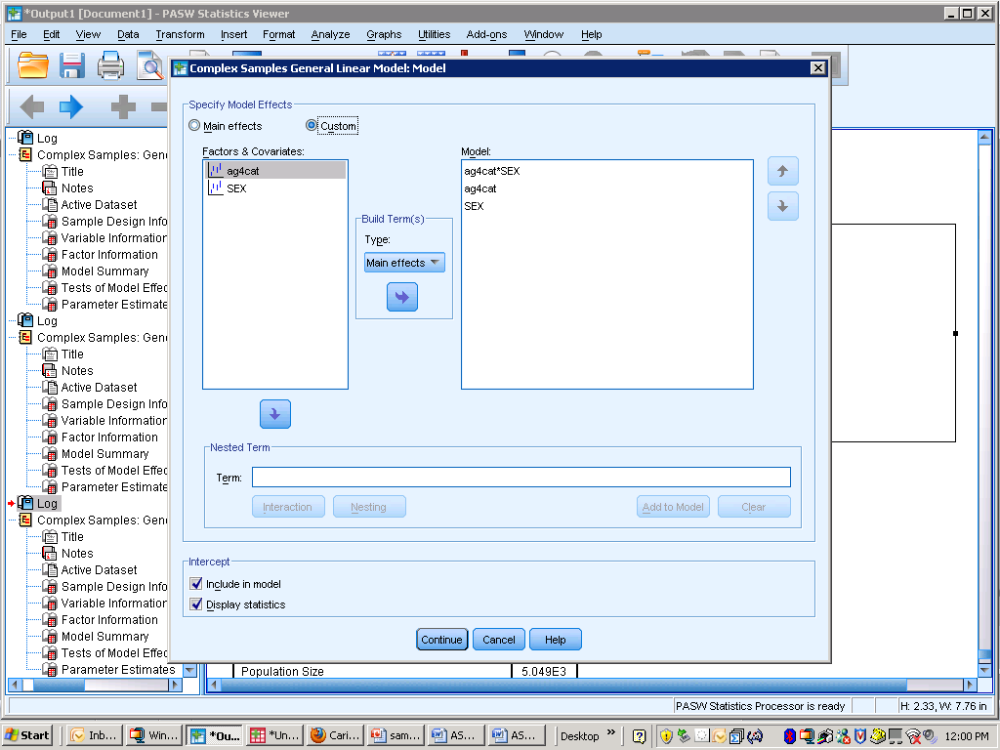 *Output1 [Document1] - PASW Statistics Viewer
File Edit View Data Transform Insert Format Analyze Graphs Utilities Add-ons Window Help
Complex Samples General Linear Model: Model
Specify Model Effects
Main effects Custom
Factors & Covariates:
ag4cat
SEX
Build Term(s)
Type:
Main effects
Model:
ag4cat*SEX
ag4cat
SEX
Nested Term
Term:
Interaction Nesting Add to Model Clear
Intercept
Include in model
Display statistics
Continue Cancel Help
Log
Complex Samples: Gene
Title
Notes
Active Dataset
Sample Design Info
Variable Information
Factor Information
Model Summary
Tests of Model Effec
Parameter Estimate
Log
Complex Samples: Gene
Title
Notes
Active Dataset
Sample Design Info
Variable Information
Factor Information
Model Summary
Tests of Model Effec
Parameter Estimate
Log
Complex Samples: Gene
Title
Notes
Active Dataset
Sample Design Info
Variable Information
Factor Information
Model Summary
Tests of Model Effec
Parameter Estimates
Population Size 5.049E3
PASW Statistics Processor is ready H: 2.33, W: 7.76 in
Start Inb... Win... *Ou... *Un... Cari... sam... AS... AS... Desktop » 12:00 PM